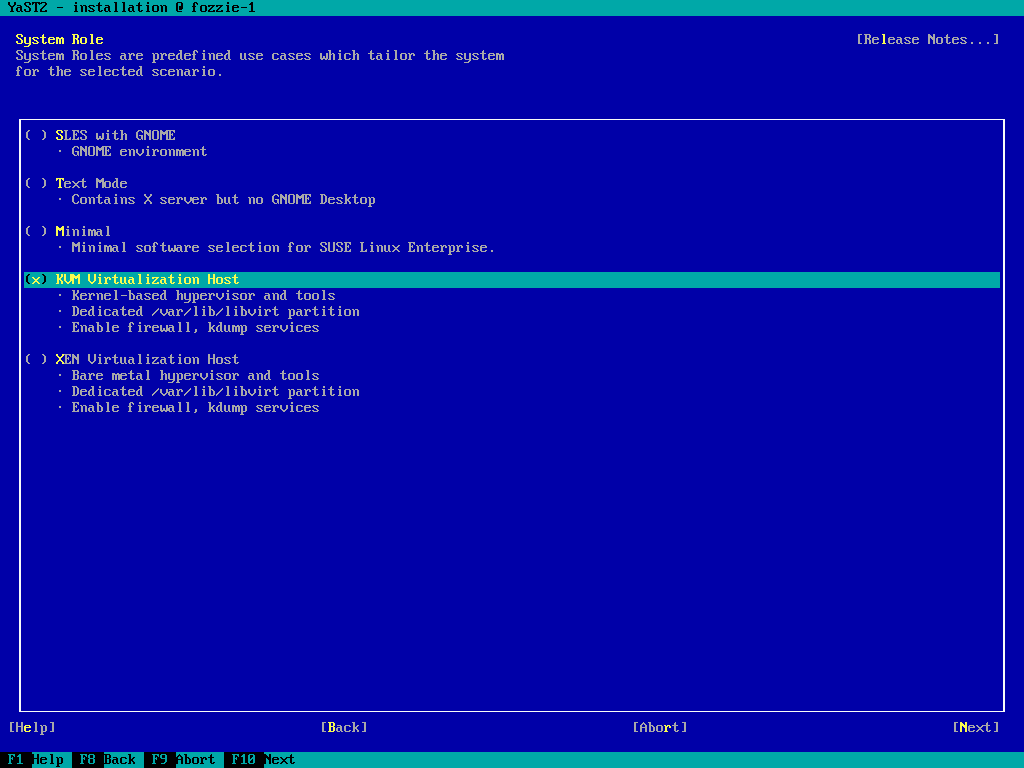 YaST2 - installation @ fozzie-1
System Role [Release Notes...]
System Roles are predefined use cases which tailor the system
for the selected scenario.
( ) SLES with GNOME
· GNOME environment
( ) Text Mode
· Contains X server but no GNOME Desktop
( ) Minimal
· Minimal software selection for SUSE Linux Enterprise.
(x) KVM Virtualization Host
· Kernel-based hypervisor and tools
· Dedicated /var/lib/libvirt partition
· Enable firewall, kdump services
( ) XEN Virtualization Host
· Bare metal hypervisor and tools
· Dedicated /var/lib/libvirt partition
· Enable firewall, kdump services
[Help] [Back] [Abort] [Next]
F1 Help F8 Back F9 Abort F10 Next